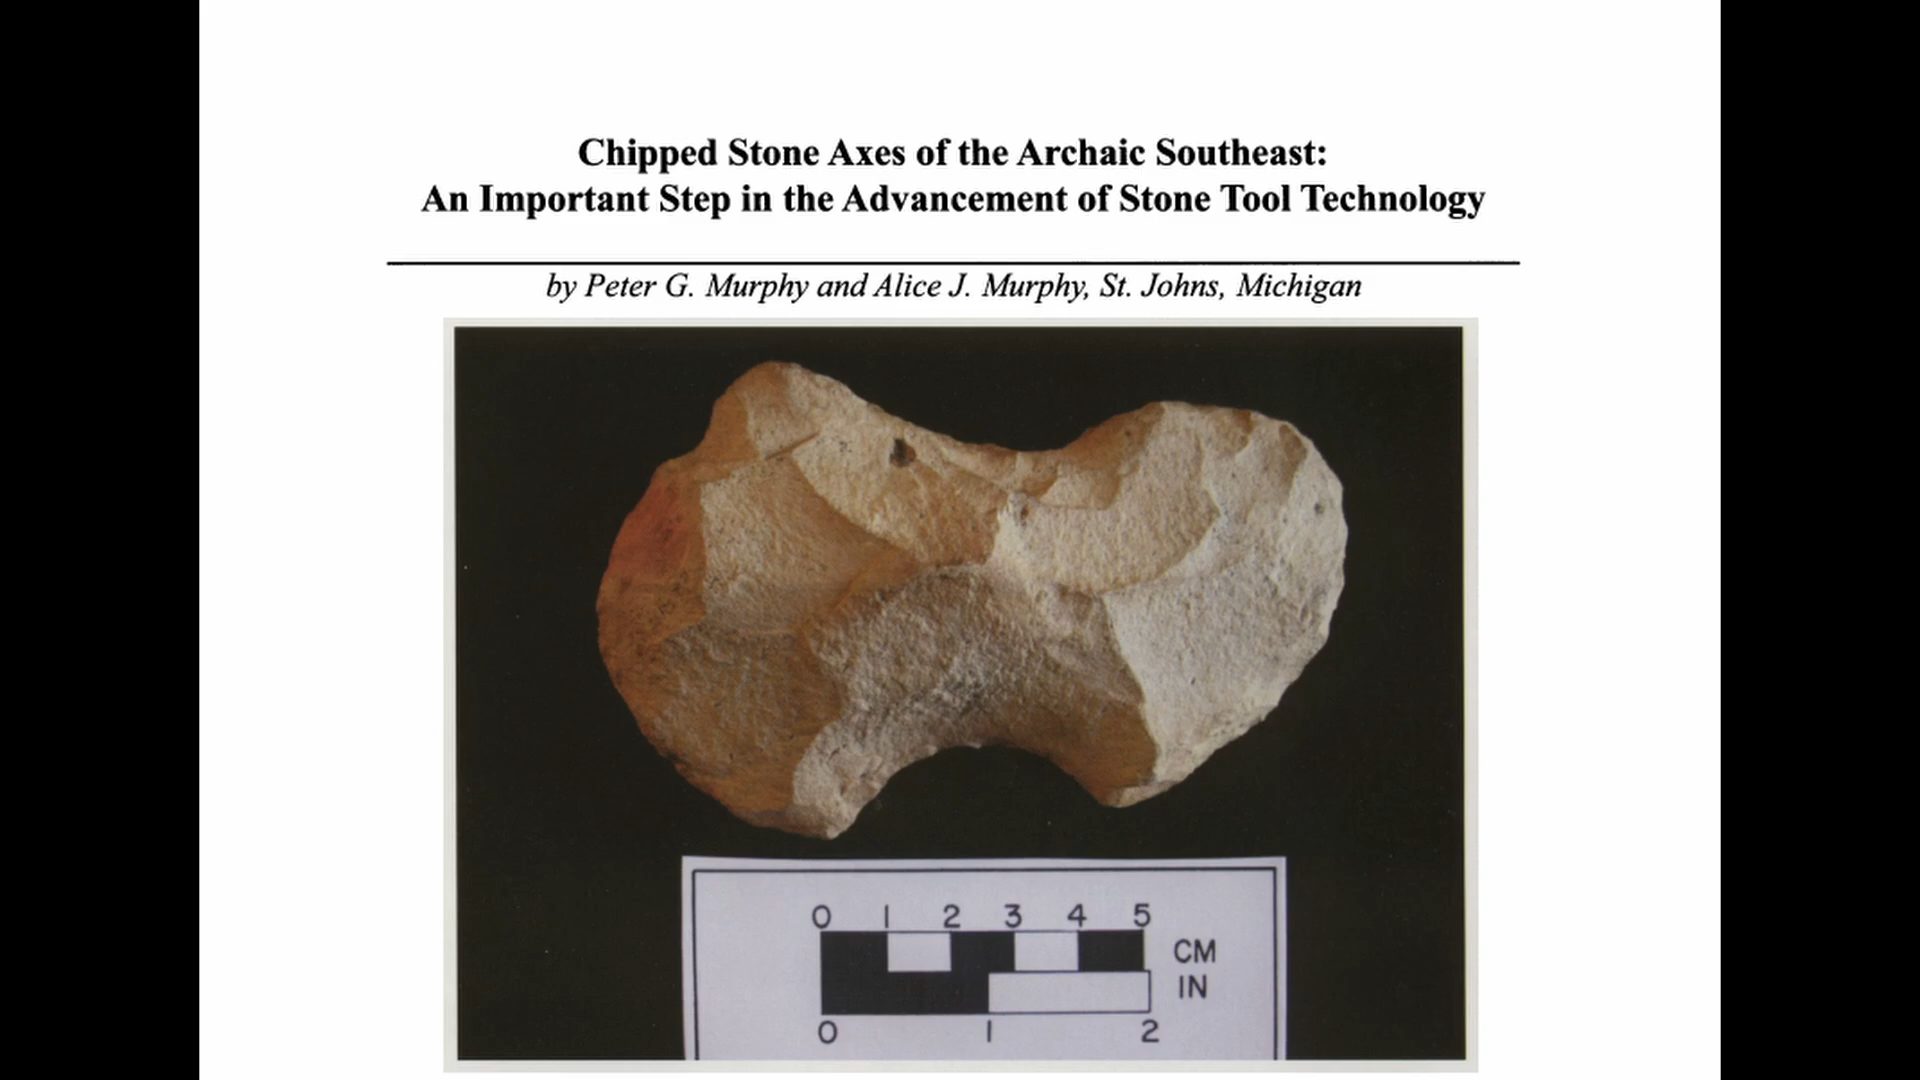 Chipped Stone Axes of the Archaic Southeast:
An Important Step in the Advancement of Stone Tool Technology
by Peter G. Murphy and Alice J. Murphy, St. Johns, Michigan
0 1 2 3 4 5
CM
IN
0 1 2